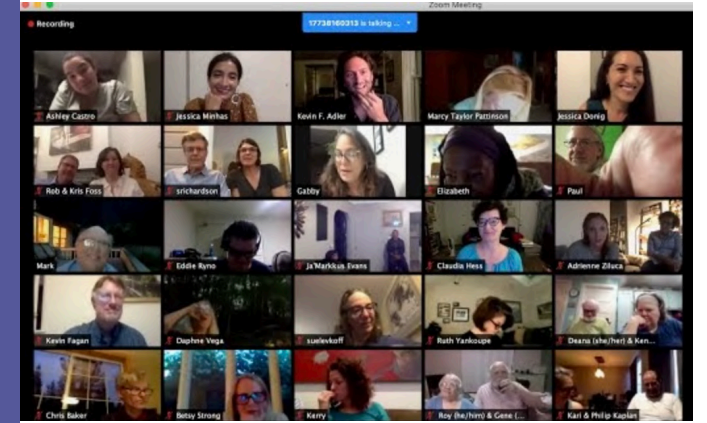 Zoom Meeting
Recording
17738160313 is talking ...
Ashley Castro
Jessica Minhas
Kevin F. Adler
Marcy Taylor Pattinson
Jessica Donig
Rob & Kris Foss
srichardson
Gabby
Elizabeth
Paul
Mark
Eddie Ryno
Ja'Markkus Evans
Claudia Hess
Adrienne Ziluca
Kevin Fagan
Daphne Vega
suelevkoff
Ruth Yankoupe
Deana (she/her) & Ken...
Chris Baker
Betsy Strong
Kerry
Roy (he/him) & Gene (...
Kari & Philip Kaplan